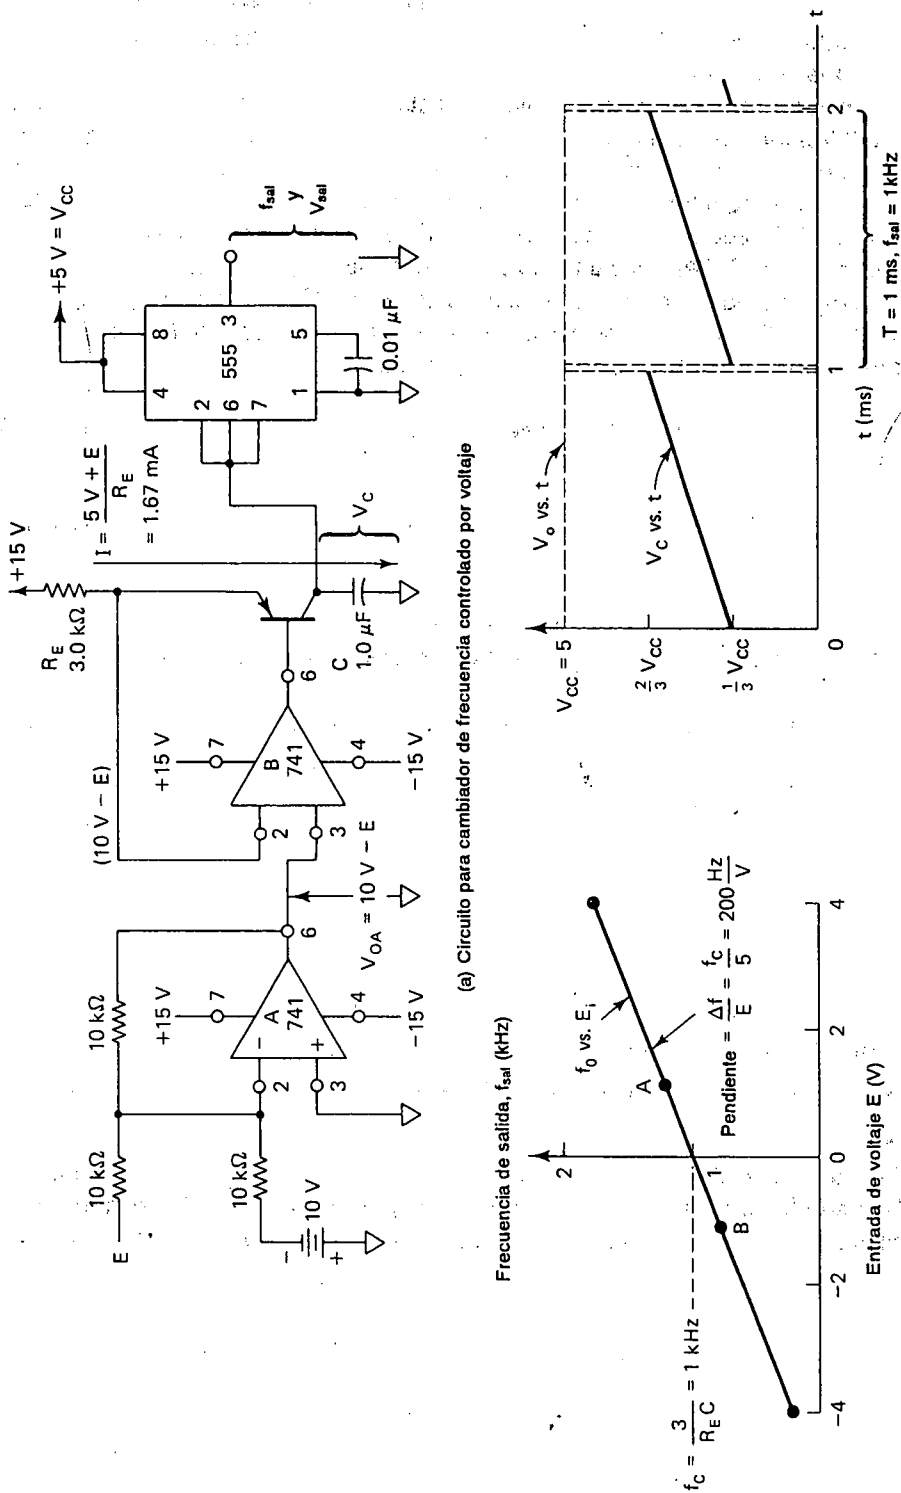 E
10 kΩ
10 kΩ
10 kΩ
10 V
−
+
+15 V
7
2
3
−
+
A
741
6
4
−15 V
V_OA = 10 V − E
(10 V − E)
+15 V
7
2
3
B
741
6
4
−15 V
+15 V
R_E
3.0 kΩ
I = (5 V + E) / R_E
= 1.67 mA
C
1.0 μF
V_C
+5 V = V_CC
4
8
2
6
7
555
3
1
5
0.01 μF
f_sal
y
V_sal
(a) Circuito para cambiador de frecuencia controlado por voltaje
Frecuencia de salida, f_sal (kHz)
2
1
f_0 vs. E_i
A
B
Pendiente = Δf / E = f_C / 5 = 200 Hz / V
f_C = 3 / (R_E C) = 1 kHz
−4
−2
0
2
4
Entrada de voltaje E (V)
V_CC = 5
2/3 V_CC
1/3 V_CC
V_o vs. t
V_C vs. t
0
1
2
t
t (ms)
T = 1 ms, f_sal = 1 kHz